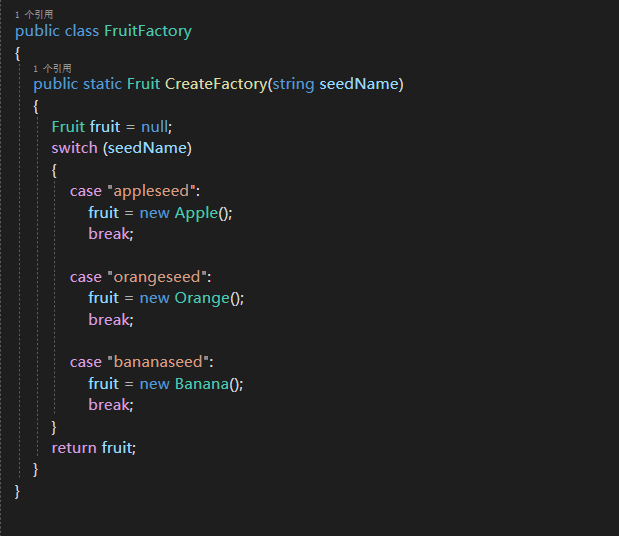 1 个引用
public class FruitFactory
{
1 个引用
public static Fruit CreateFactory(string seedName)
{
Fruit fruit = null;
switch (seedName)
{
case "appleseed":
fruit = new Apple();
break;
case "orangeseed":
fruit = new Orange();
break;
case "bananaseed":
fruit = new Banana();
break;
}
return fruit;
}
}